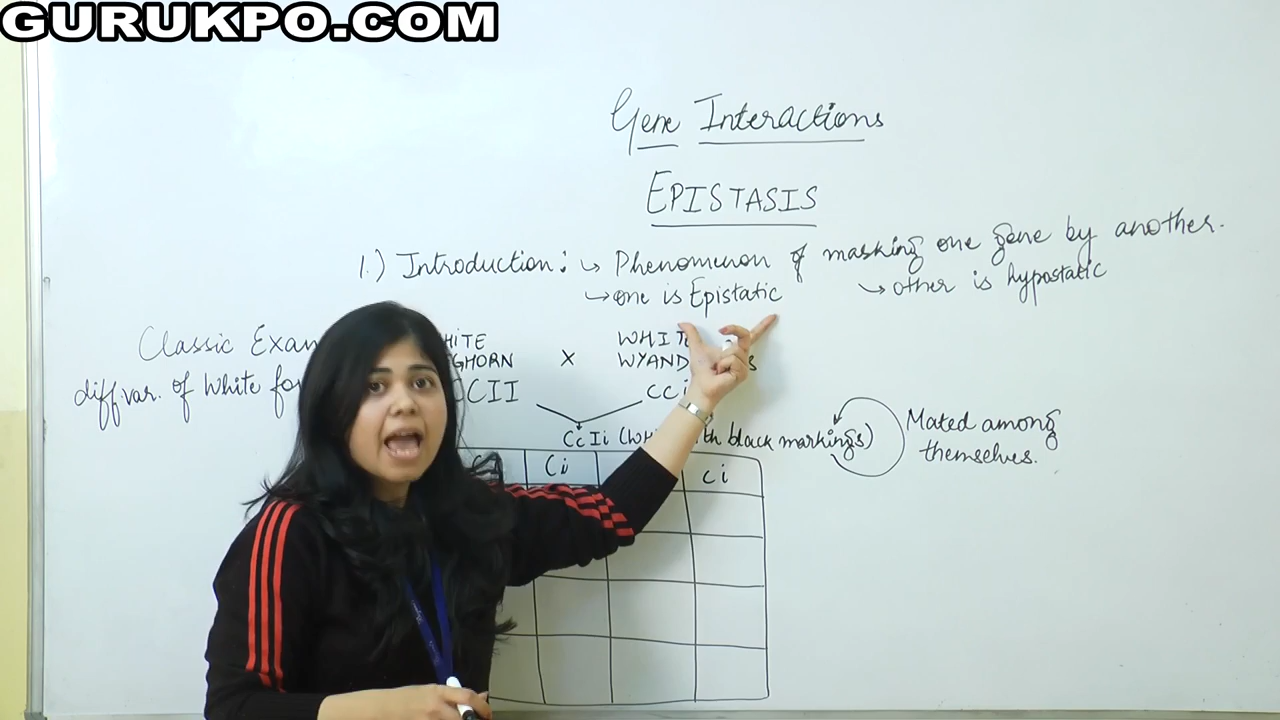 GURUKPO.COM
Gene Interactions
EPISTASIS
1.) Introduction: ↳ Phenomenon of masking one gene by another.
↳ one is Epistatic ↳ other is hypostatic
Classic
diff var. of White
X
CCII
CcIi black markings)
Mated among
themselves.
Ci Ci